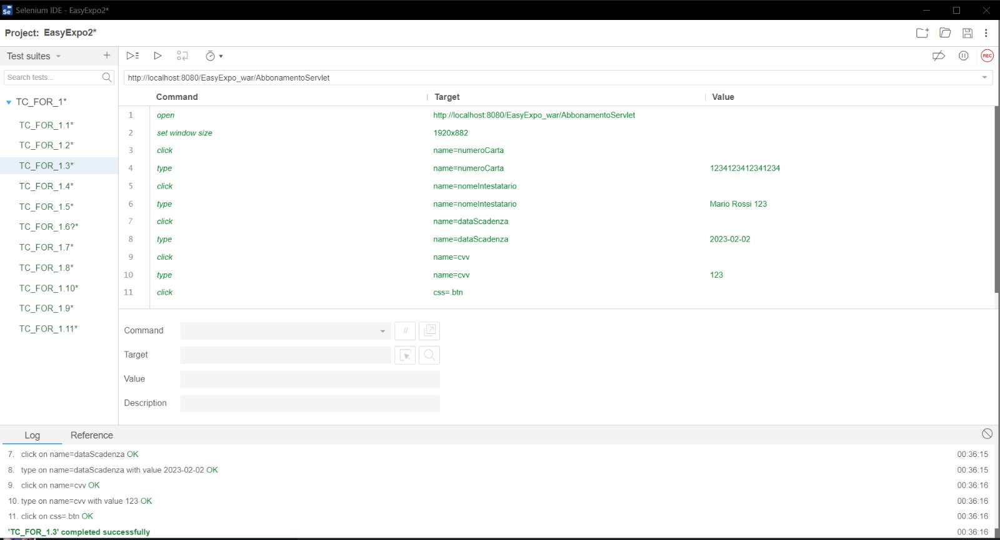 Selenium IDE - EasyExpo2*
Project: EasyExpo2*
Test suites
Search tests...
TC_FOR_1*
TC_FOR_1.1*
TC_FOR_1.2*
TC_FOR_1.3*
TC_FOR_1.4*
TC_FOR_1.5*
TC_FOR_1.6?*
TC_FOR_1.7*
TC_FOR_1.8*
TC_FOR_1.10*
TC_FOR_1.9*
TC_FOR_1.11*
REC
http://localhost:8080/EasyExpo_war/AbbonamentoServlet
Command Target Value
1 open http://localhost:8080/EasyExpo_war/AbbonamentoServlet
2 set window size 1920x882
3 click name=numeroCarta
4 type name=numeroCarta 1234123412341234
5 click name=nomeIntestatario
6 type name=nomeIntestatario Mario Rossi 123
7 click name=dataScadenza
8 type name=dataScadenza 2023-02-02
9 click name=cvv
10 type name=cvv 123
11 click css=.btn
Command //
Target
Value
Description
Log Reference
7. click on name=dataScadenza OK 00:36:15
8. type on name=dataScadenza with value 2023-02-02 OK 00:36:15
9. click on name=cvv OK 00:36:16
10. type on name=cvv with value 123 OK 00:36:16
11. click on css=.btn OK 00:36:16
'TC_FOR_1.3' completed successfully 00:36:16